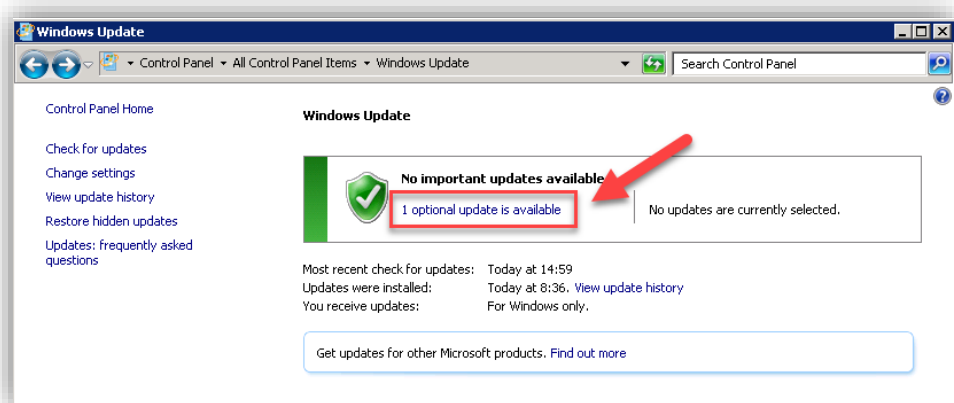 Windows Update
Control Panel ▾ All Control Panel Items ▾ Windows Update
Search Control Panel
Control Panel Home
Check for updates
Change settings
View update history
Restore hidden updates
Updates: frequently asked
questions
Windows Update
No important updates available
1 optional update is available
No updates are currently selected.
Most recent check for updates: Today at 14:59
Updates were installed: Today at 8:36. View update history
You receive updates: For Windows only.
Get updates for other Microsoft products. Find out more